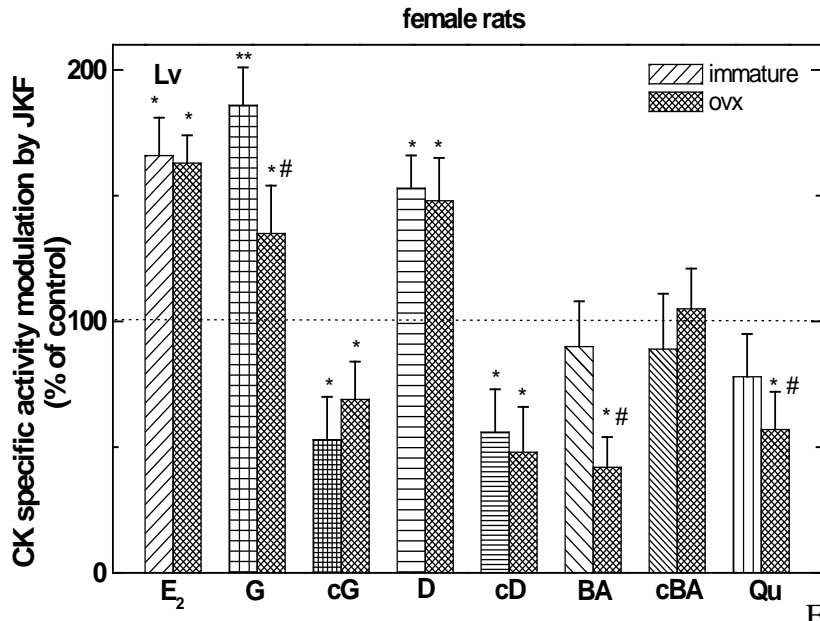 female rats
CK specific activity modulation by JKF
(% of control)
200
100
0
Lv
immature
ovx
* * ** * # * * * * * * * # * #
E₂ G cG D cD BA cBA Qu
F